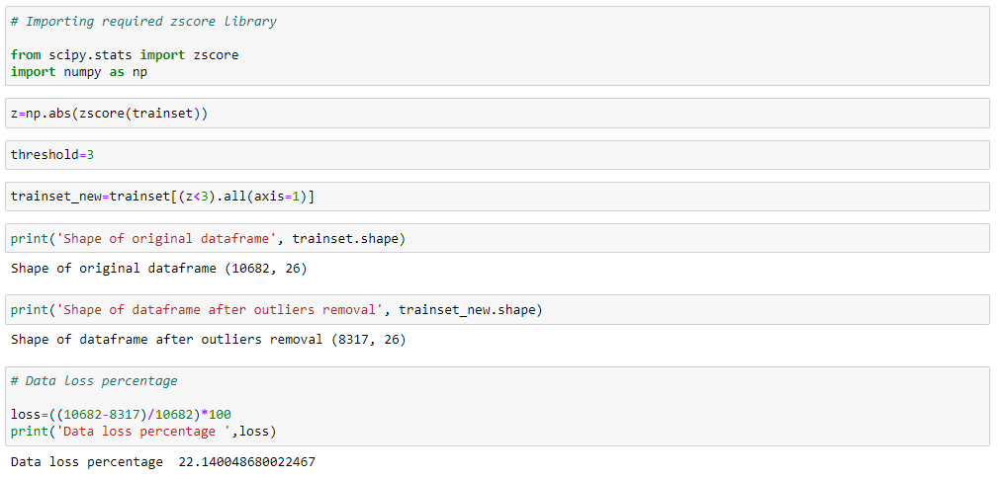 # Importing required zscore library
from scipy.stats import zscore
import numpy as np
z=np.abs(zscore(trainset))
threshold=3
trainset_new=trainset[(z<3).all(axis=1)]
print('Shape of original dataframe', trainset.shape)
Shape of original dataframe (10682, 26)
print('Shape of dataframe after outliers removal', trainset_new.shape)
Shape of dataframe after outliers removal (8317, 26)
# Data loss percentage
loss=((10682-8317)/10682)*100
print('Data loss percentage ',loss)
Data loss percentage  22.140048680022467